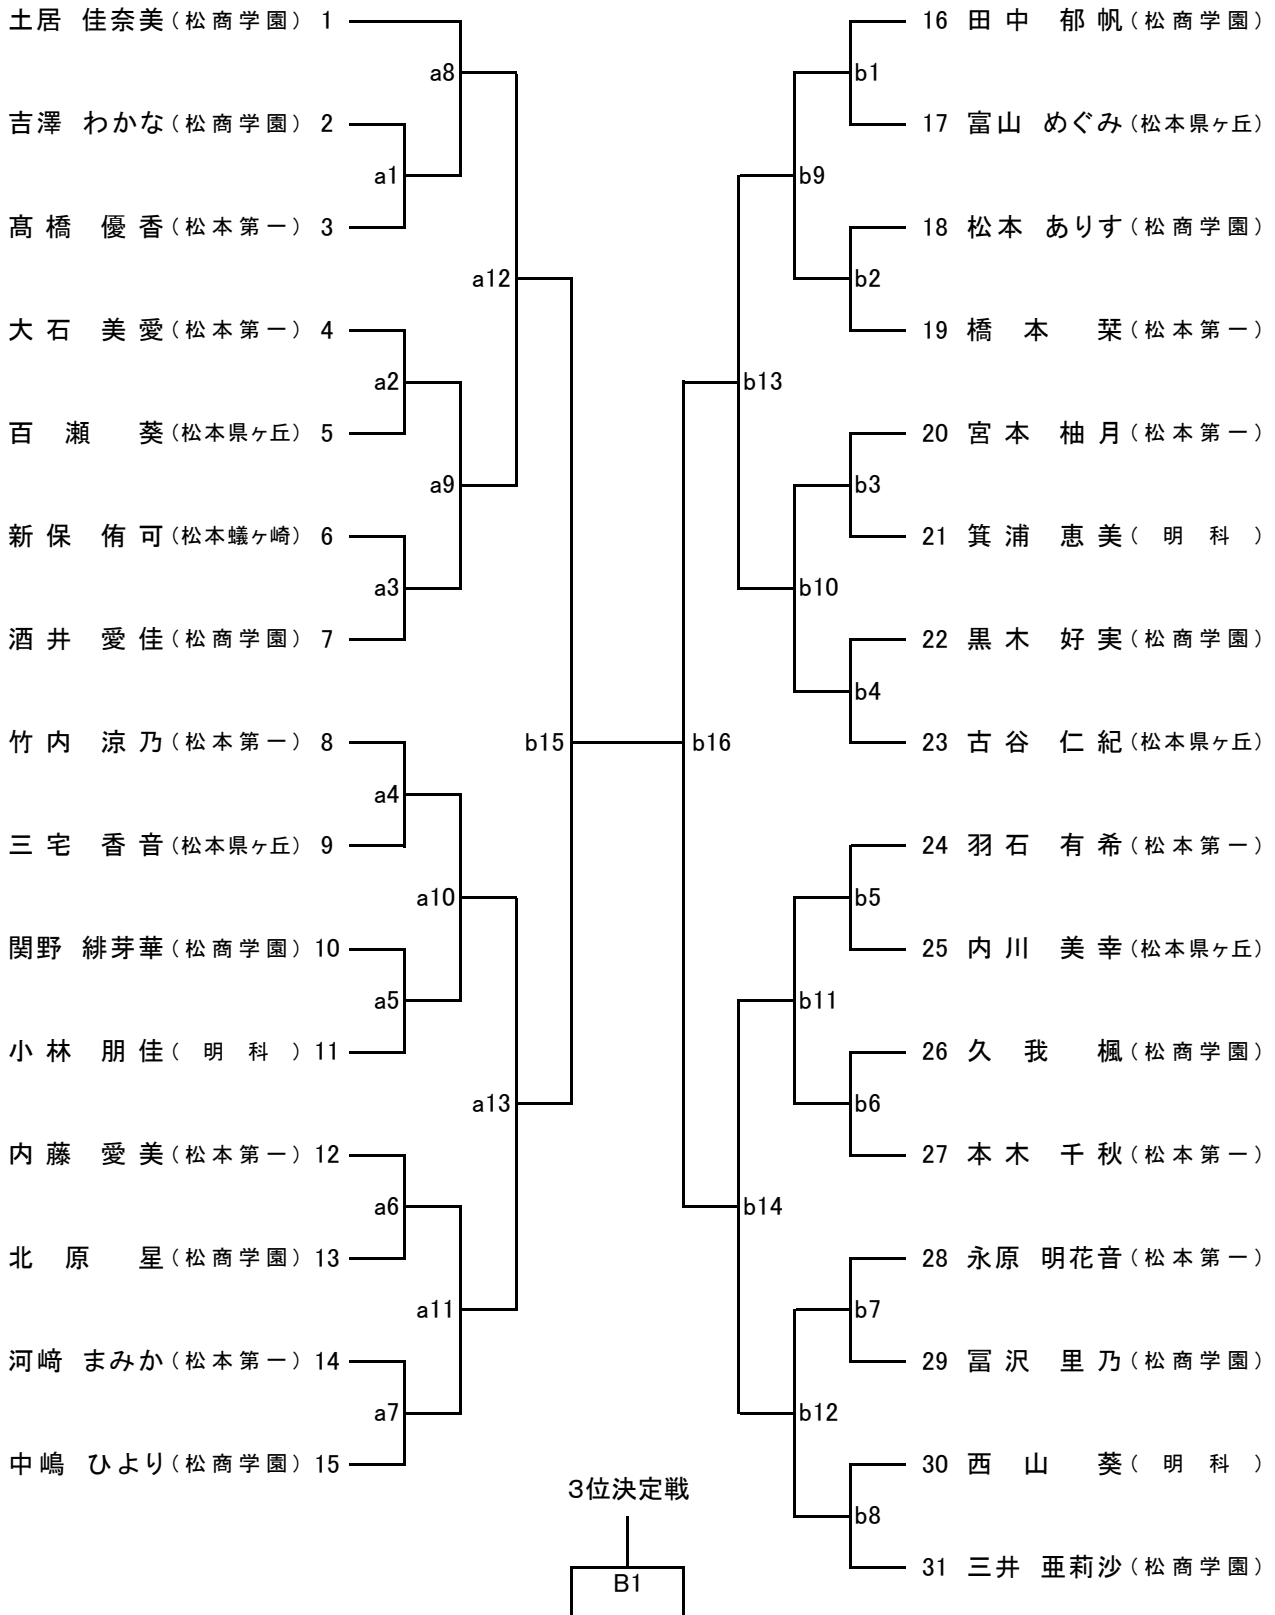 土居 佳奈美（松商学園） 1
a8
吉澤 わかな（松商学園） 2
a1
髙橋 優香（松本第一） 3
a12
大石 美愛（松本第一） 4
a2
百瀬 葵（松本県ヶ丘） 5
a9
新保 侑可（松本蟻ヶ崎） 6
a3
酒井 愛佳（松商学園） 7
b15
竹内 涼乃（松本第一） 8
a4
三宅 香音（松本県ヶ丘） 9
a10
関野 緋芽華（松商学園） 10
a5
小林 朋佳（ 明科 ） 11
a13
内藤 愛美（松本第一） 12
a6
北原 星（松商学園） 13
a11
河﨑 まみか（松本第一） 14
a7
中嶋 ひより（松商学園） 15
16 田中 郁帆（松商学園）
b1
17 富山 めぐみ（松本県ヶ丘）
b9
18 松本 ありす（松商学園）
b2
19 橋本 栞（松本第一）
b13
20 宮本 柚月（松本第一）
b3
21 箕浦 恵美（ 明科 ）
b10
22 黒木 好実（松商学園）
b4
23 古谷 仁紀（松本県ヶ丘）
b16
24 羽石 有希（松本第一）
b5
25 内川 美幸（松本県ヶ丘）
b11
26 久我 楓（松商学園）
b6
27 本木 千秋（松本第一）
b14
28 永原 明花音（松本第一）
b7
29 冨沢 里乃（松商学園）
b12
30 西山 葵（ 明科 ）
b8
31 三井 亜莉沙（松商学園）
３位決定戦
B1